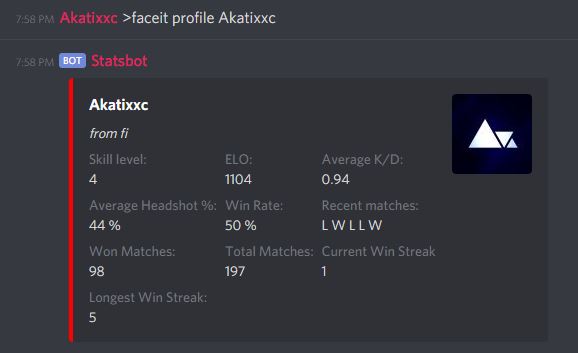 7:58 PM Akatixxc >faceit profile Akatixxc
7:58 PM BOT Statsbot
Akatixxc
from fi
Skill level: ELO: Average K/D:
4 1104 0.94
Average Headshot %: Win Rate: Recent matches:
44 % 50 % L W L L W
Won Matches: Total Matches: Current Win Streak
98 197 1
Longest Win Streak:
5